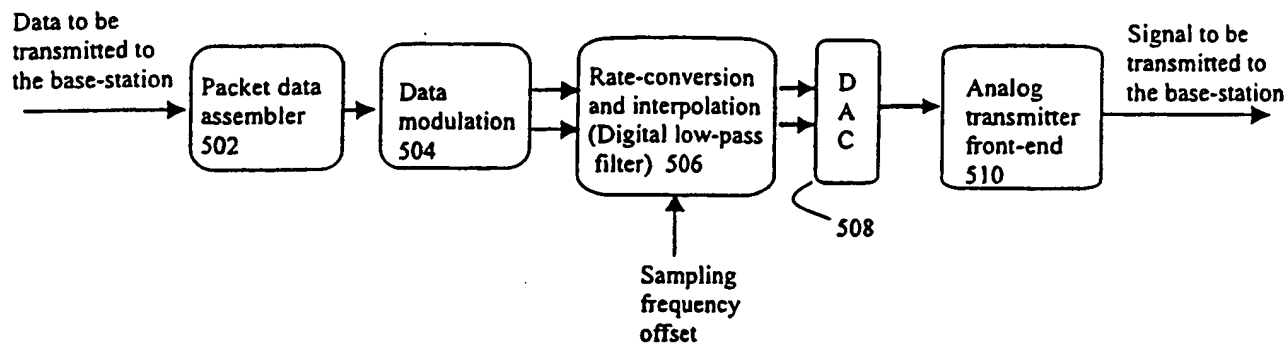 Data to be
transmitted to
the base-station
Packet data
assembler
502
Data
modulation
504
Rate-conversion
and interpolation
(Digital low-pass
filter) 506
D
A
C
508
Analog
transmitter
front-end
510
Signal to be
transmitted to
the base-station
Sampling
frequency
offset